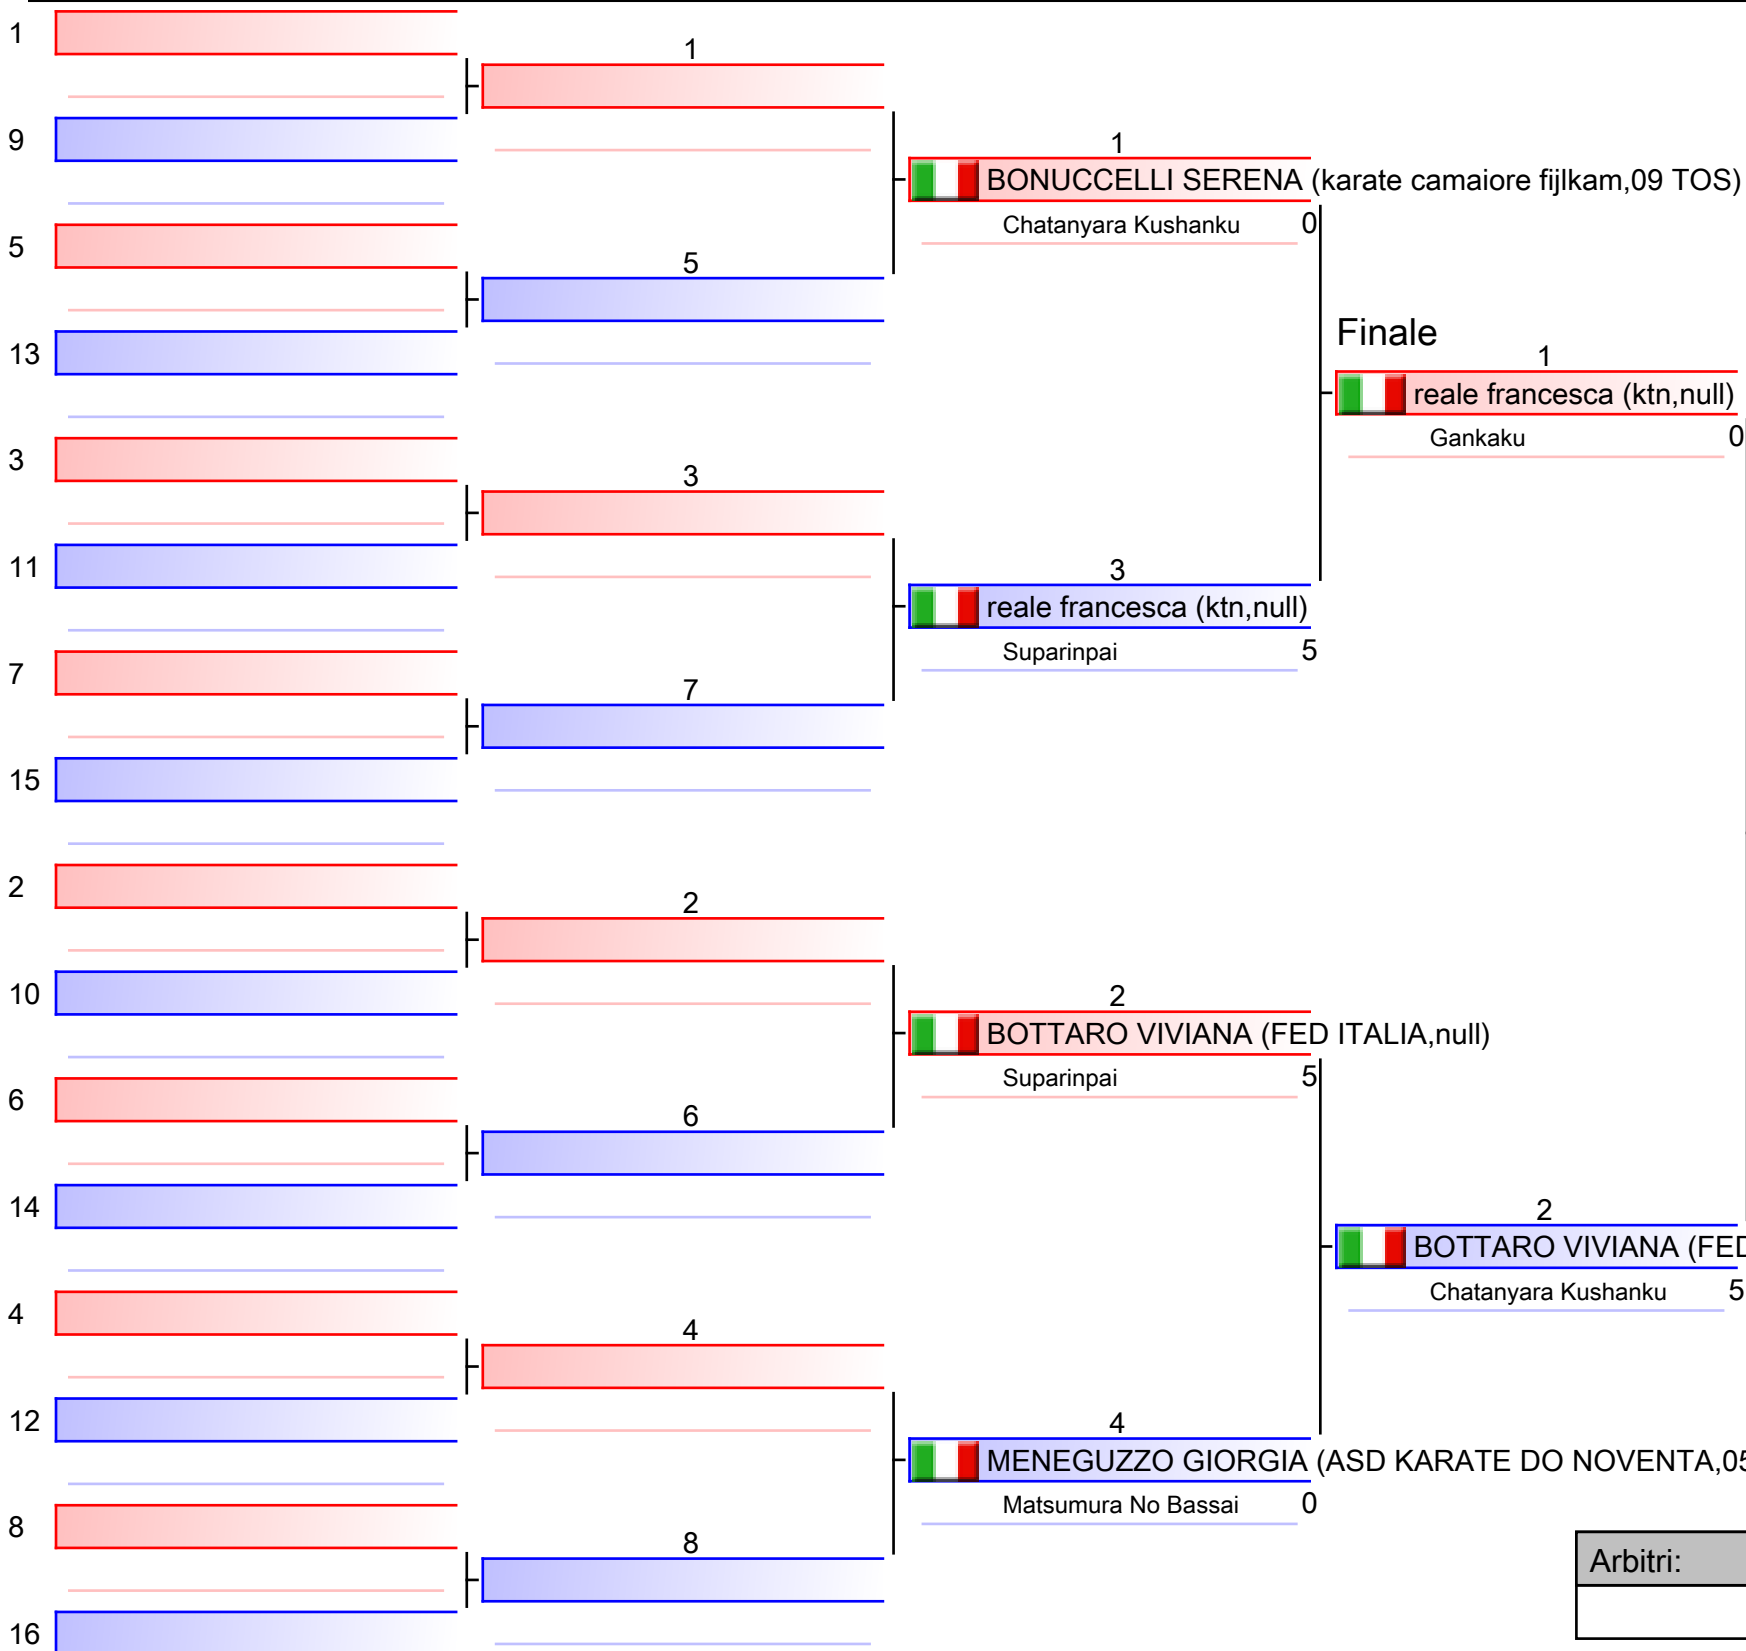 1
1
9
1
BONUCCELLI SERENA (karate camaiore fijlkam,09 TOS)
Chatanyara Kushanku 0
5
5
Finale
13
1
reale francesca (ktn,null)
Gankaku 0
3
3
11
3
reale francesca (ktn,null)
Suparinpai 5
7
7
15
2
2
10
2
BOTTARO VIVIANA (FED ITALIA,null)
Suparinpai 5
6
6
14
2
BOTTARO VIVIANA (FED
Chatanyara Kushanku 5
4
4
12
4
MENEGUZZO GIORGIA (ASD KARATE DO NOVENTA,05
Matsumura No Bassai 0
8
8
Arbitri:
16